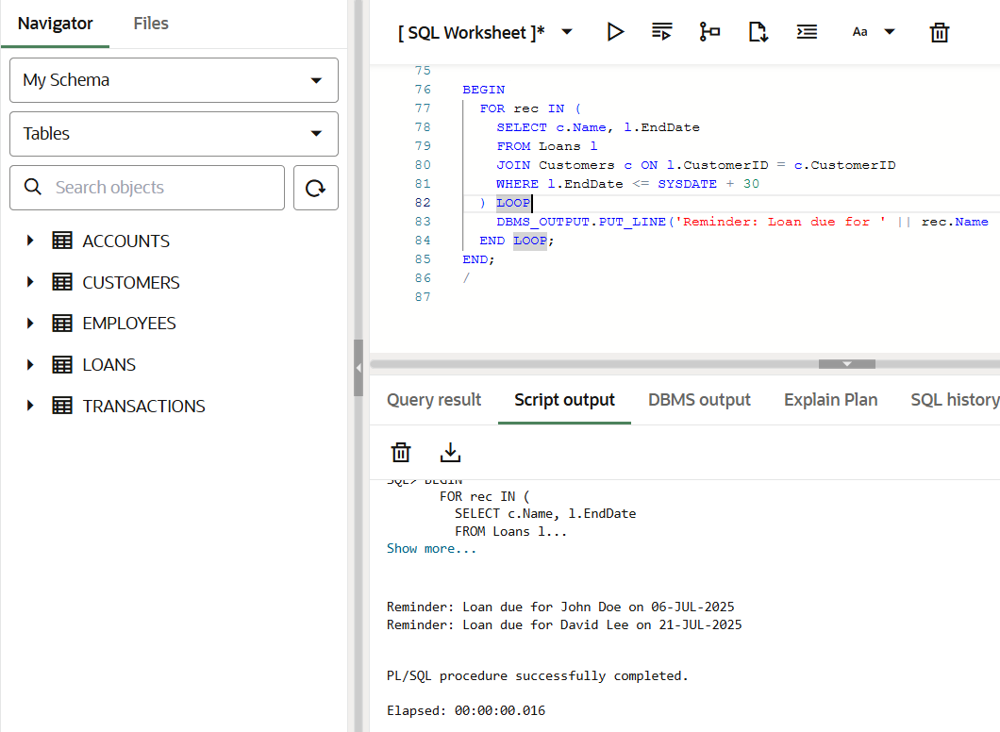 Navigator Files
My Schema
Tables
Search objects
ACCOUNTS
CUSTOMERS
EMPLOYEES
LOANS
TRANSACTIONS
[ SQL Worksheet ]* Aa
75
76 BEGIN
77 FOR rec IN (
78 SELECT c.Name, l.EndDate
79 FROM Loans l
80 JOIN Customers c ON l.CustomerID = c.CustomerID
81 WHERE l.EndDate <= SYSDATE + 30
82 ) LOOP
83 DBMS_OUTPUT.PUT_LINE('Reminder: Loan due for ' || rec.Name
84 END LOOP;
85 END;
86 /
87
Query result Script output DBMS output Explain Plan SQL history
SQL> BEGIN
FOR rec IN (
SELECT c.Name, l.EndDate
FROM Loans l...
Show more...
Reminder: Loan due for John Doe on 06-JUL-2025
Reminder: Loan due for David Lee on 21-JUL-2025
PL/SQL procedure successfully completed.
Elapsed: 00:00:00.016